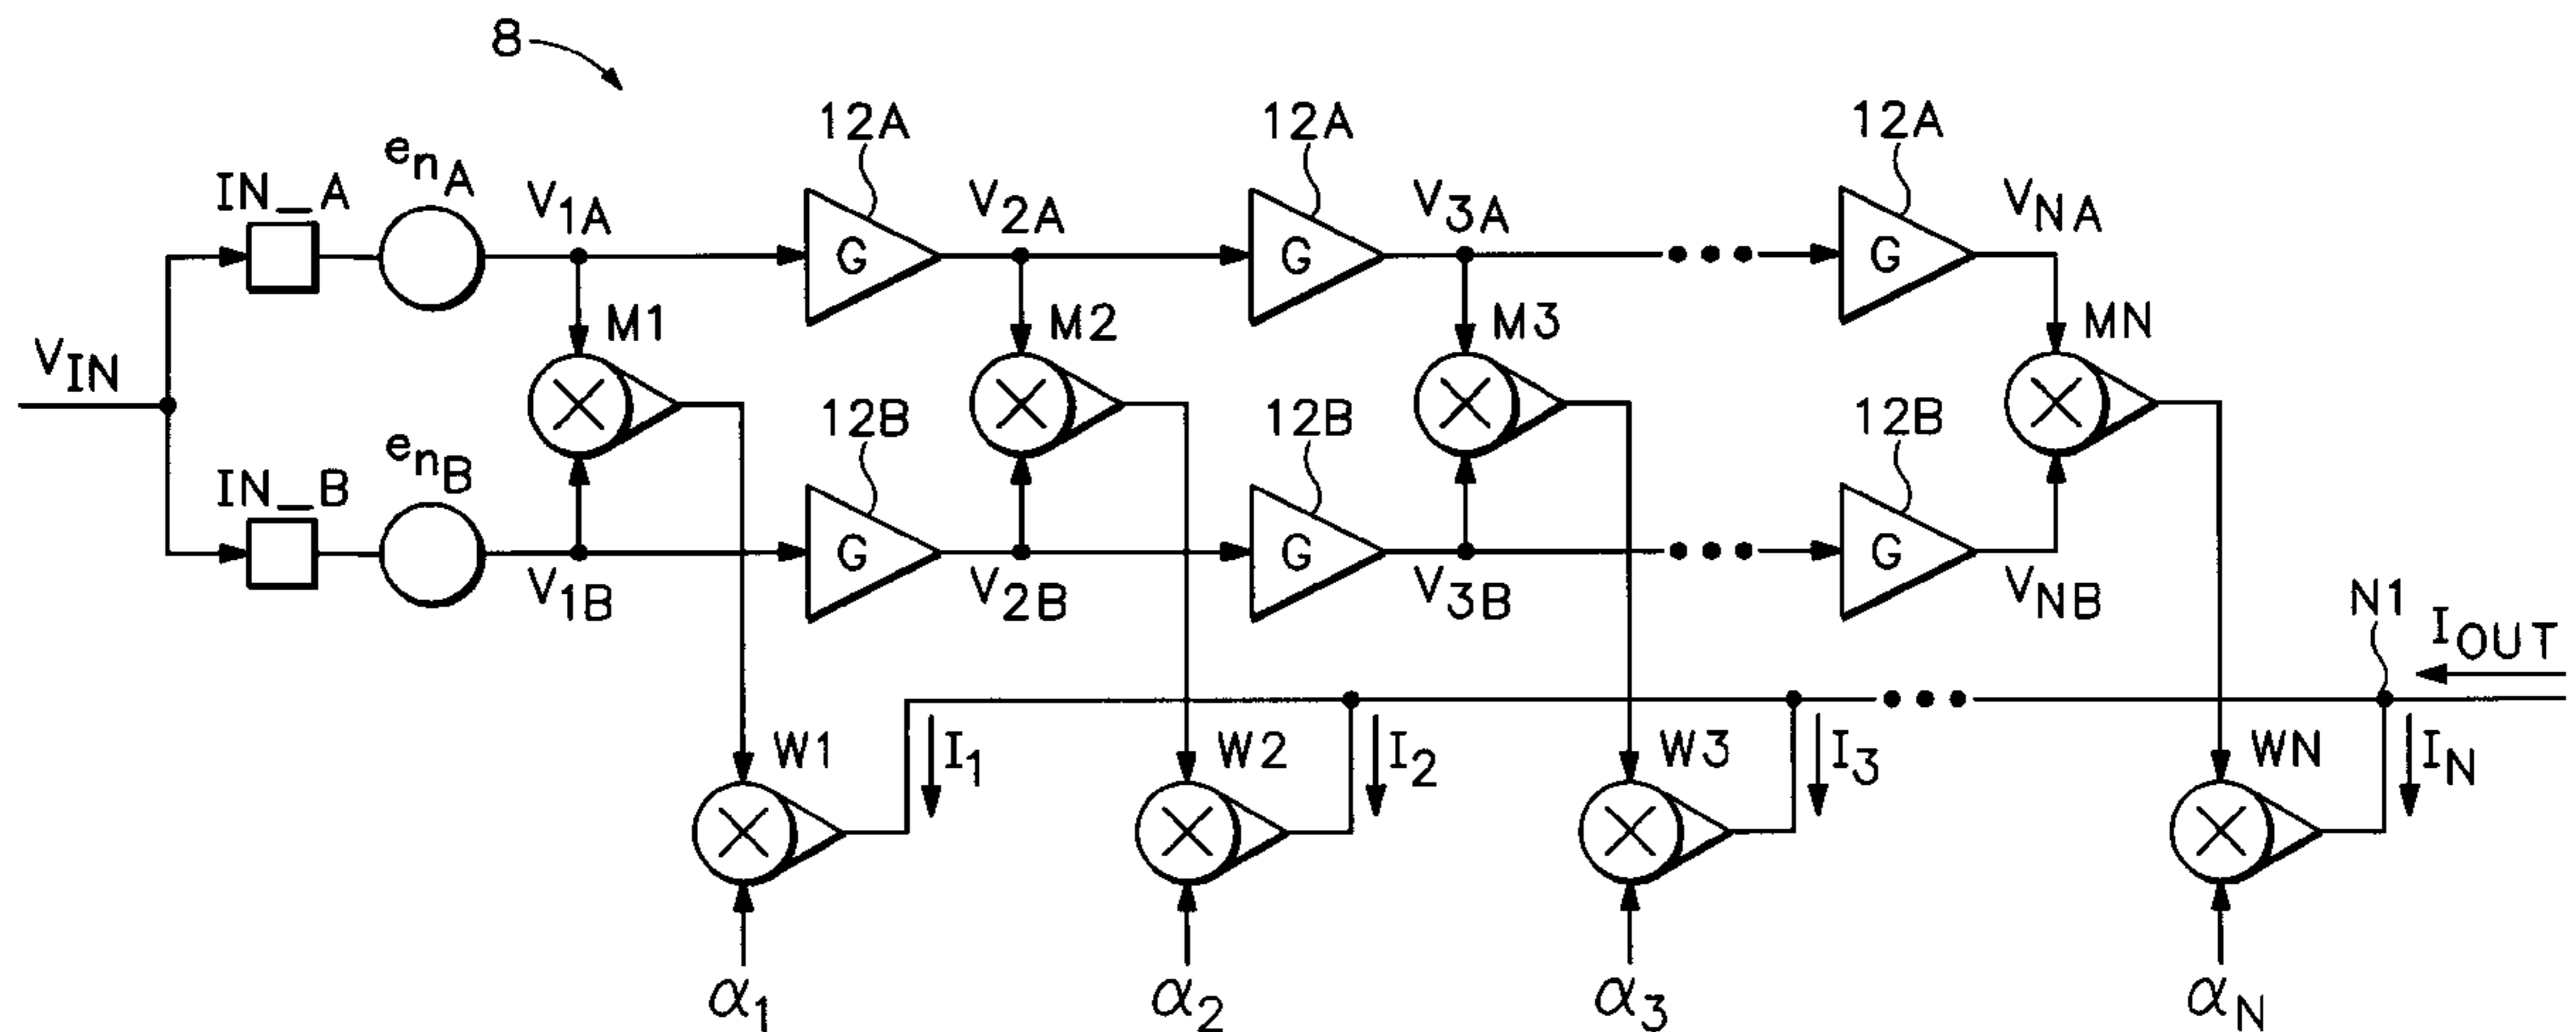 8
12A 12A 12A
IN_A enA V1A V2A V3A VNA
G G G
M1 M2 M3 MN
VIN
12B 12B 12B
IN_B enB
G G G
V1B V2B V3B VNB
N1 IOUT
W1 I1 W2 I2 W3 I3 WN IN
α1 α2 α3 αN